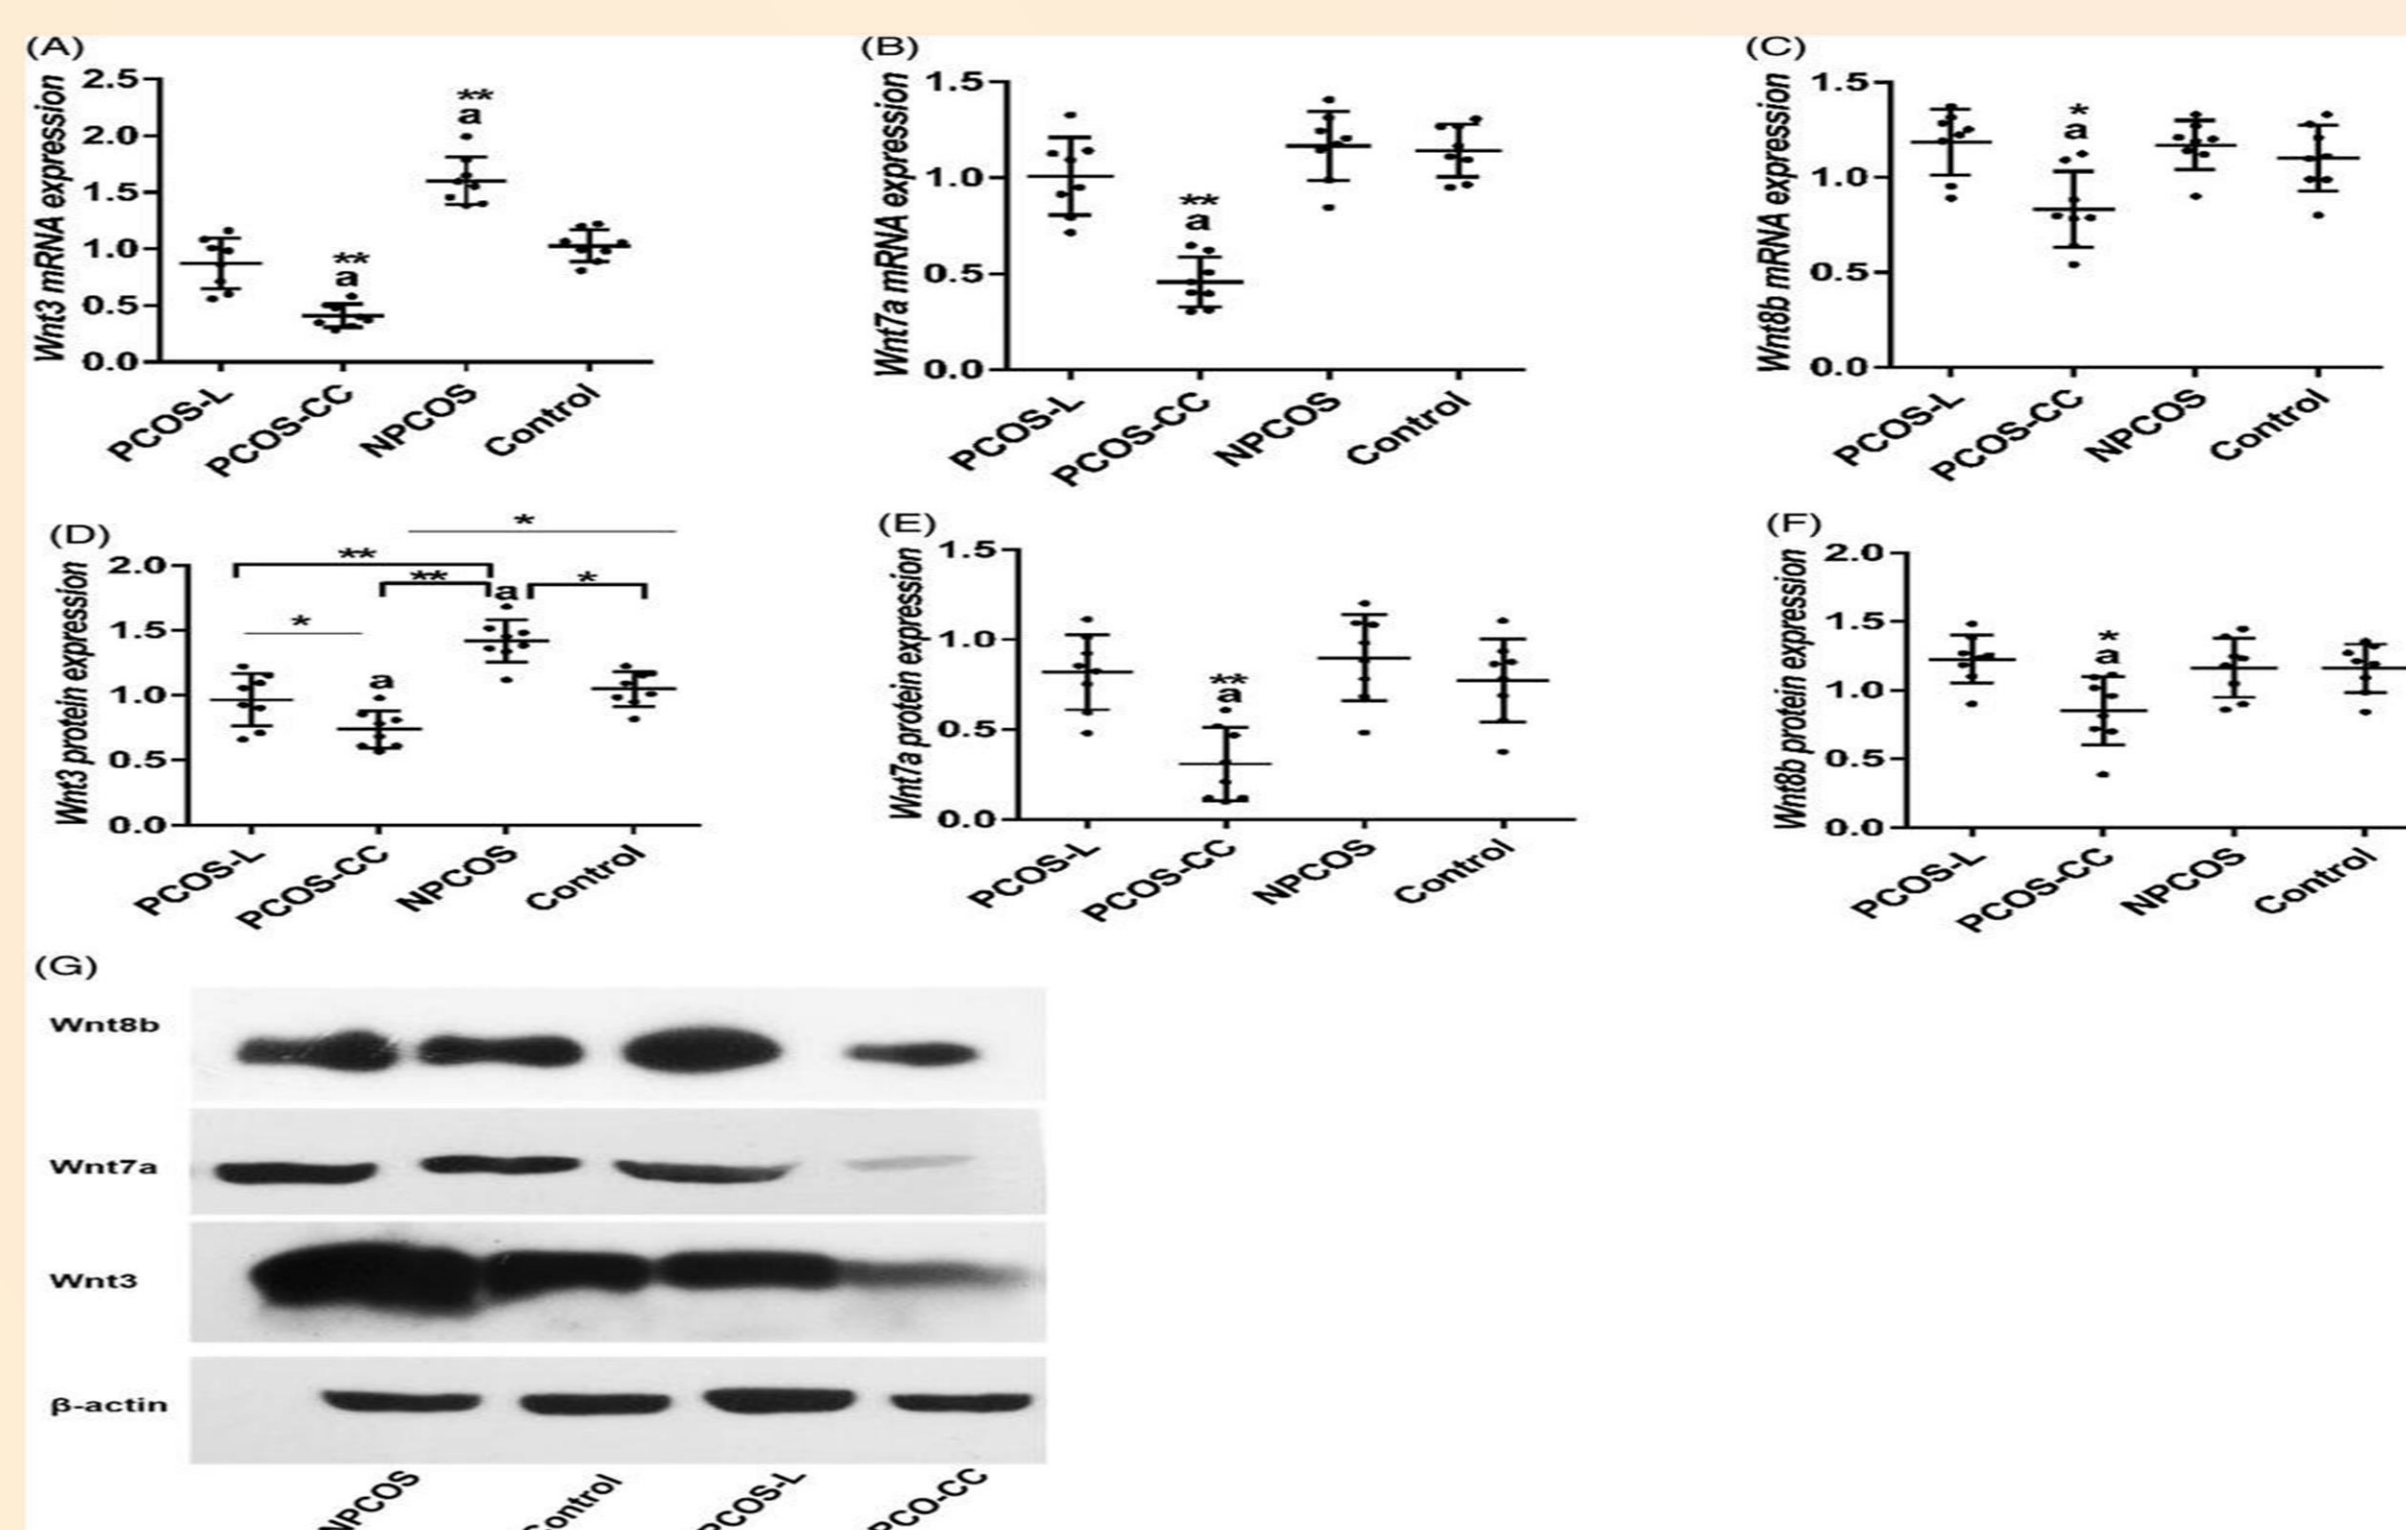 (A)
Wnt3 mRNA expression
2.5
2.0
1.5
1.0
0.5
0.0
**
a
**
a
PCOS-L
PCOS-CC
NPCOS
Control
(B)
Wnt7a mRNA expression
1.5
1.0
0.5
0.0
**
a
PCOS-L
PCOS-CC
NPCOS
Control
(C)
Wnt8b mRNA expression
1.5
1.0
0.5
0.0
*
a
PCOS-L
PCOS-CC
NPCOS
Control
(D)
Wnt3 protein expression
2.0
1.5
1.0
0.5
0.0
*
**
**
*
*
a
a
PCOS-L
PCOS-CC
NPCOS
Control
(E)
Wnt7a protein expression
1.5
1.0
0.5
0.0
**
a
PCOS-L
PCOS-CC
NPCOS
Control
(F)
Wnt8b protein expression
2.0
1.5
1.0
0.5
0.0
*
a
PCOS-L
PCOS-CC
NPCOS
Control
(G)
Wnt8b
Wnt7a
Wnt3
β-actin
NPCOS
Control
PCOS-L
PCO-CC